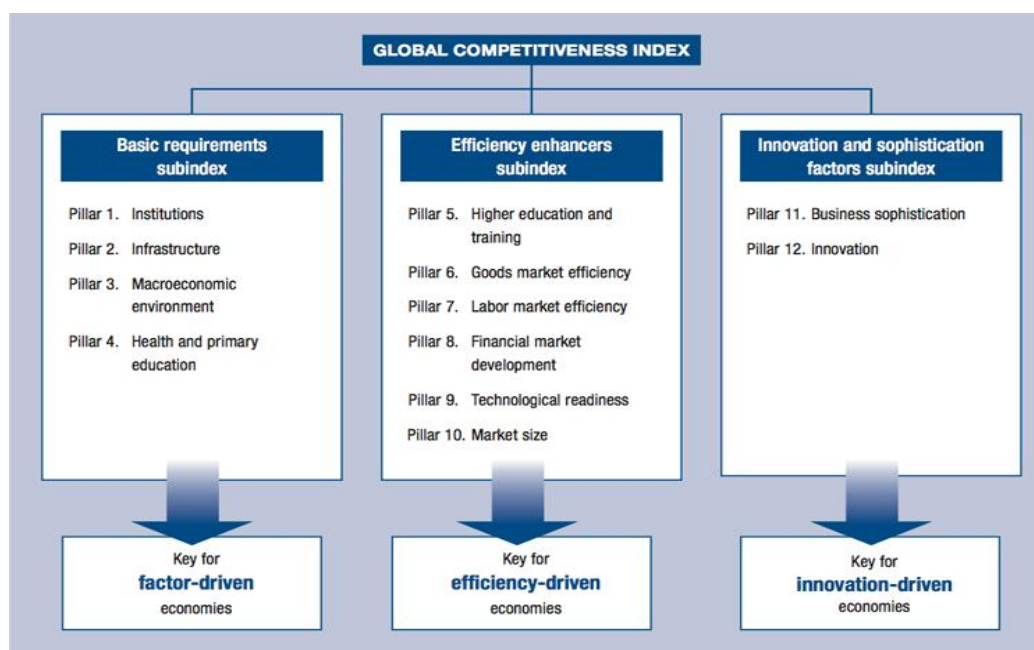 GLOBAL COMPETITIVENESS INDEX
Basic requirements
subindex
Pillar 1. Institutions
Pillar 2. Infrastructure
Pillar 3. Macroeconomic
environment
Pillar 4. Health and primary
education
Key for
factor-driven
economies
Efficiency enhancers
subindex
Pillar 5. Higher education and
training
Pillar 6. Goods market efficiency
Pillar 7. Labor market efficiency
Pillar 8. Financial market
development
Pillar 9. Technological readiness
Pillar 10. Market size
Key for
efficiency-driven
economies
Innovation and sophistication
factors subindex
Pillar 11. Business sophistication
Pillar 12. Innovation
Key for
innovation-driven
economies